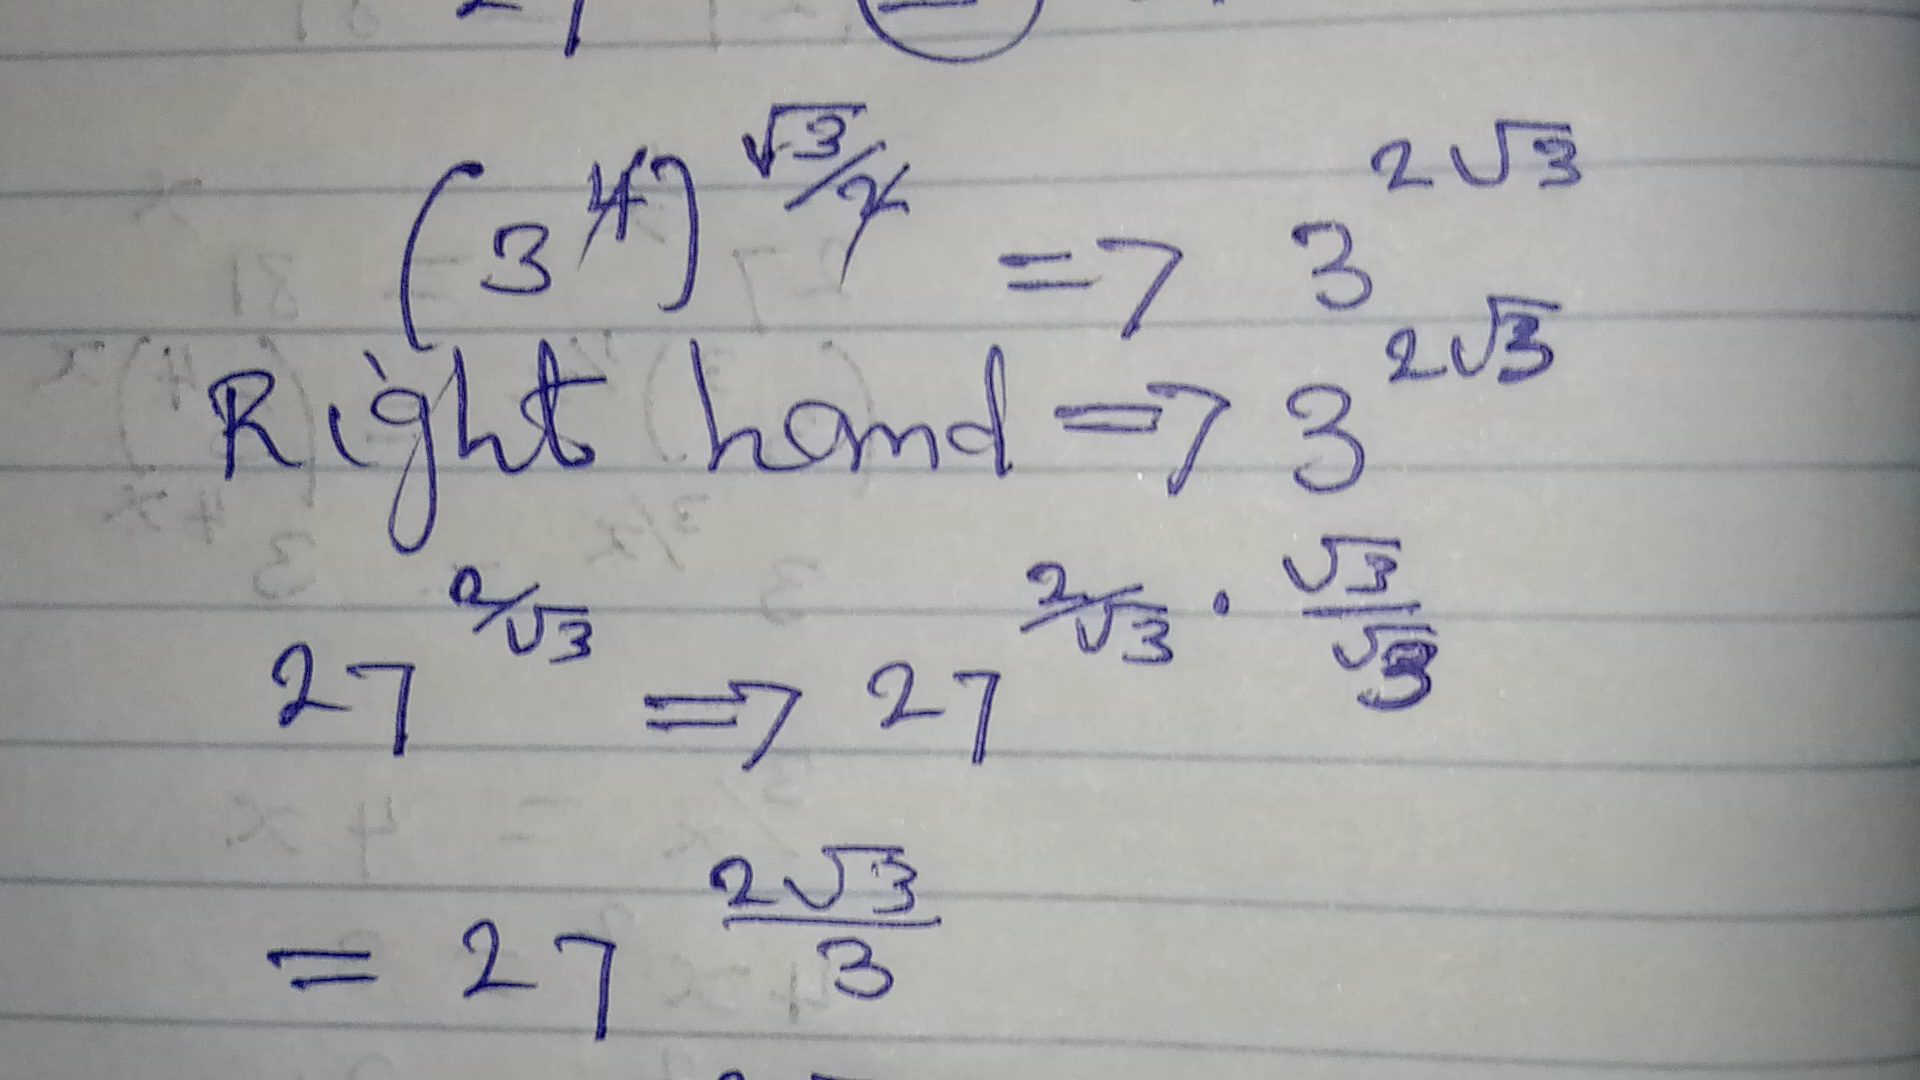 (3^4)^√3/2 => 3^2√3
Right hand => 3^2√3
27^2/√3 => 27^2/√3 · √3/√3
= 27^2√3/3